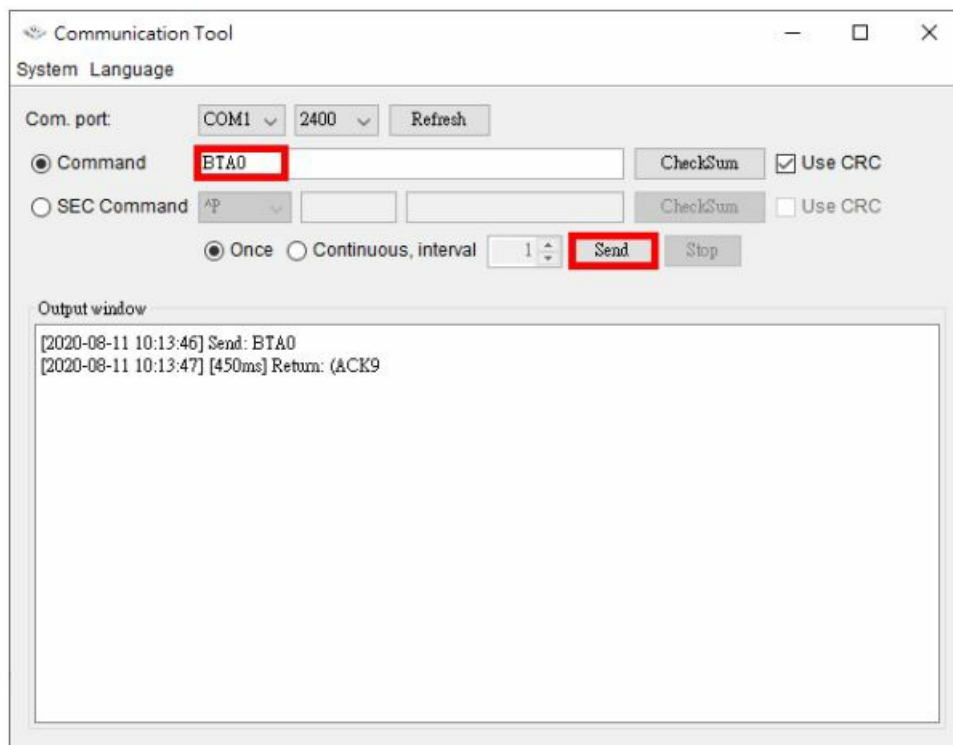 Communication Tool
System Language
Com. port: COM1 2400 Refresh
Command BTA0 CheckSum Use CRC
SEC Command ^P CheckSum Use CRC
Once Continuous, interval 1 Send Stop
Output window
[2020-08-11 10:13:46] Send: BTA0
[2020-08-11 10:13:47] [450ms] Return: (ACK9